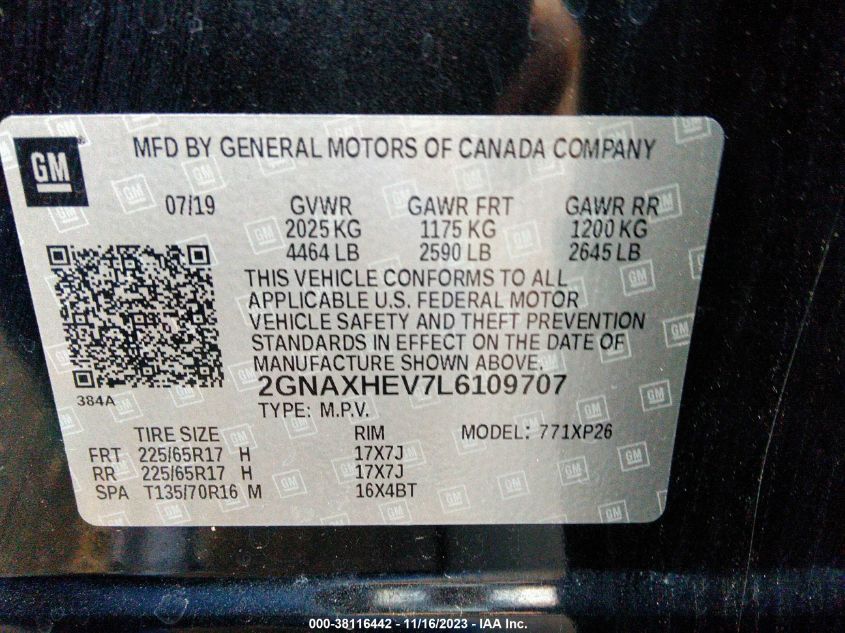 GM
MFD BY GENERAL MOTORS OF CANADA COMPANY
07/19 GVWR GAWR FRT GAWR RR
2025 KG 1175 KG 1200 KG
4464 LB 2590 LB 2645 LB
THIS VEHICLE CONFORMS TO ALL
APPLICABLE U.S. FEDERAL MOTOR
VEHICLE SAFETY AND THEFT PREVENTION
STANDARDS IN EFFECT ON THE DATE OF
MANUFACTURE SHOWN ABOVE.
2GNAXHEV7L6109707
384A
TYPE: M.P.V.
TIRE SIZE RIM MODEL: 771XP26
FRT 225/65R17 H 17X7J
RR 225/65R17 H 17X7J
SPA T135/70R16 M 16X4BT
000-38116442 - 11/16/2023 - IAA Inc.